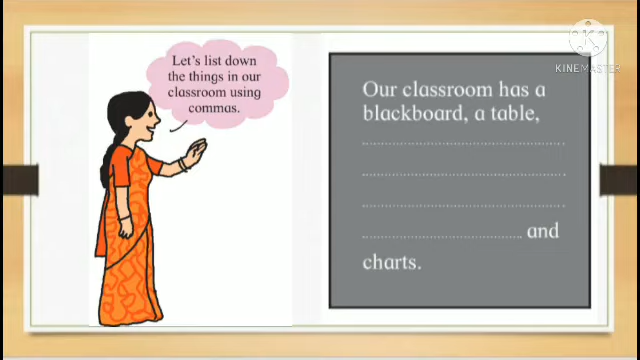 Let's list down
the things in our
classroom using
commas.
Our classroom has a
blackboard, a table,
................................................
................................................
................................................
...................................... and
charts.
KINEMASTER